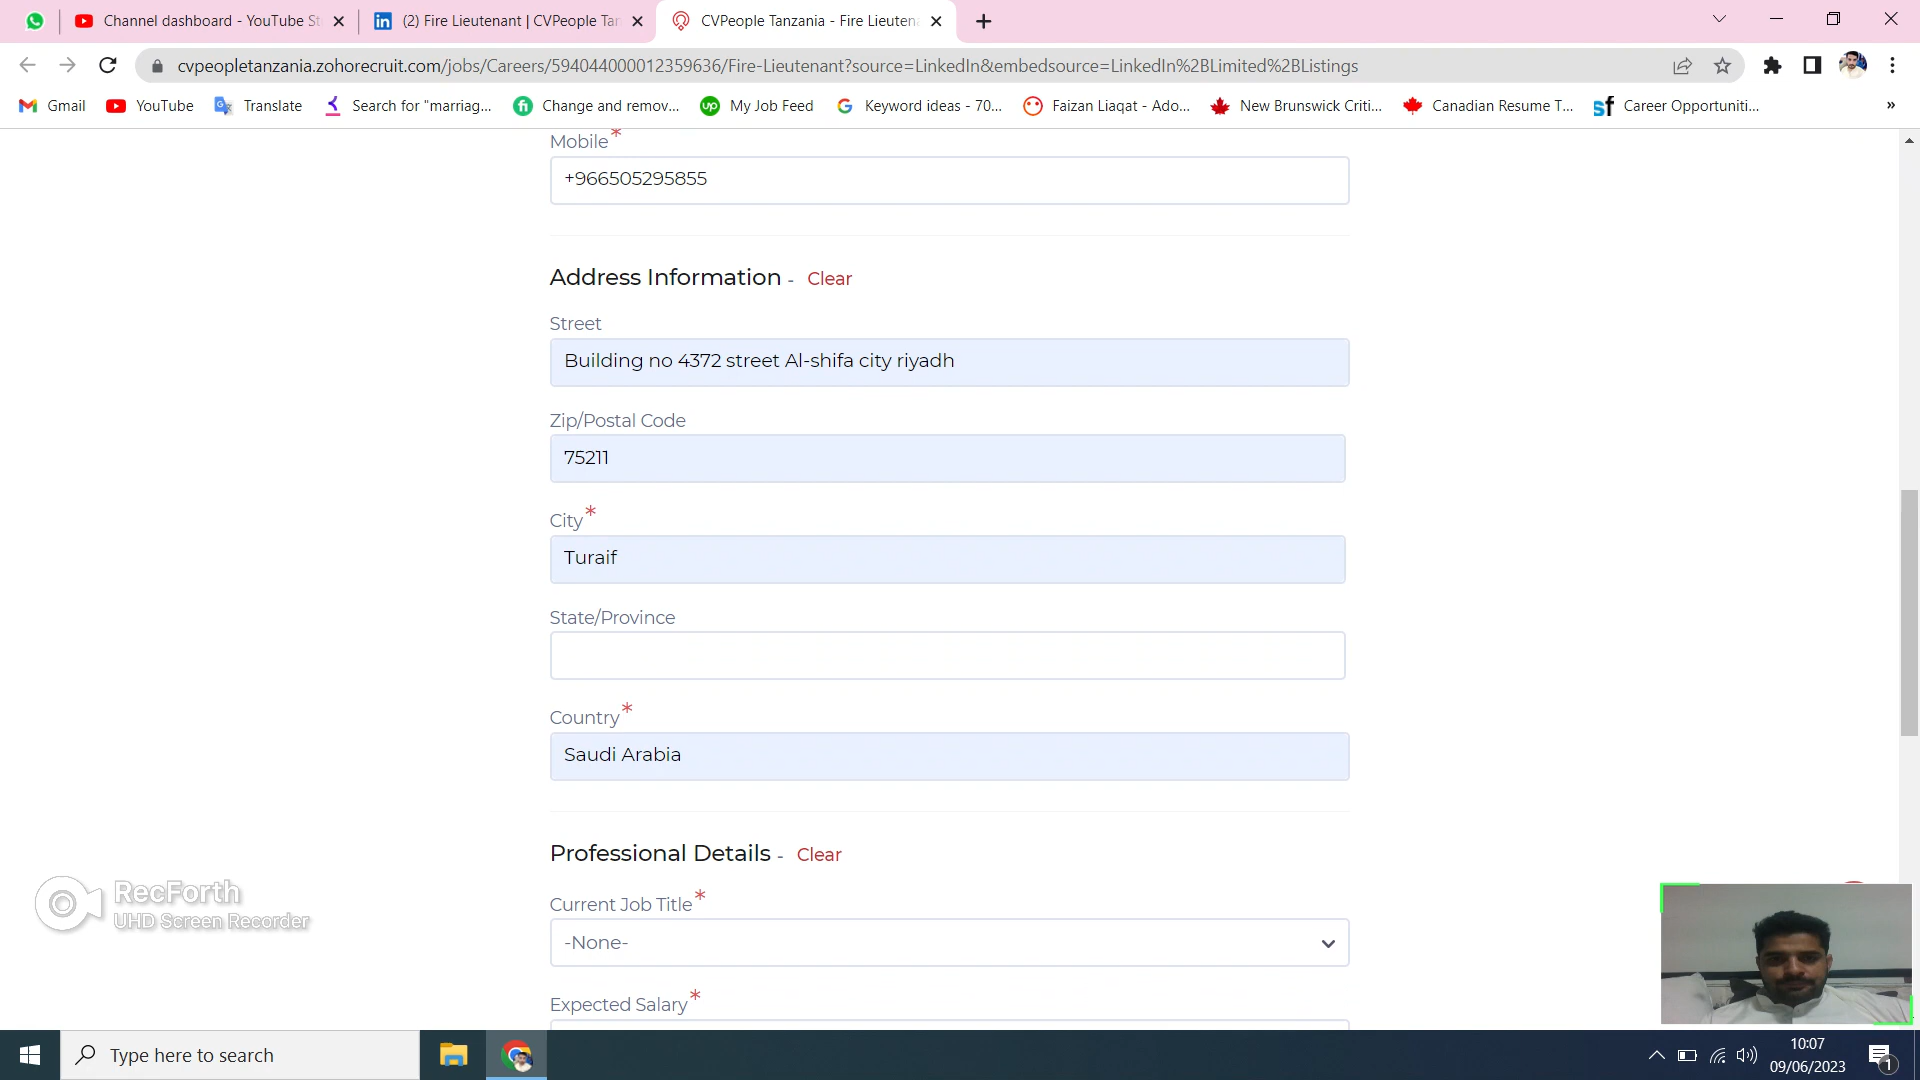 Channel dashboard - YouTube St
(2) Fire Lieutenant | CVPeople Tan
CVPeople Tanzania - Fire Lieutena
cvpeopletanzania.zohorecruit.com/jobs/Careers/594044000012359636/Fire-Lieutenant?source=LinkedIn&embedsource=LinkedIn%2BLimited%2BListings
Gmail
YouTube
Translate
Search for "marriag...
Change and remov...
My Job Feed
Keyword ideas - 70...
Faizan Liaqat - Ado...
New Brunswick Criti...
Canadian Resume T...
Career Opportuniti...
»
Mobile*
+966505295855
Address Information - Clear
Street
Building no 4372 street Al-shifa city riyadh
Zip/Postal Code
75211
City*
Turaif
State/Province
Country*
Saudi Arabia
Professional Details - Clear
Current Job Title*
-None-
Expected Salary*
RecForth
UHD Screen Recorder
Type here to search
10:07
09/06/2023
1